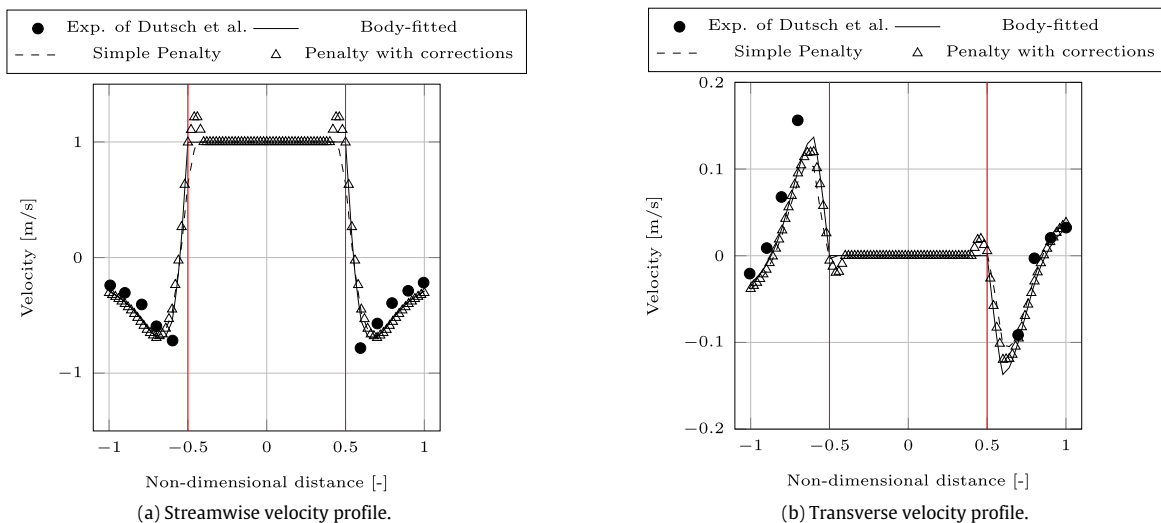 Exp. of Dutsch et al. Body-fitted
Simple Penalty Penalty with corrections
1
0
−1
Velocity [m/s]
−1 −0.5 0 0.5 1
Non-dimensional distance [-]
(a) Streamwise velocity profile.
Exp. of Dutsch et al. Body-fitted
Simple Penalty Penalty with corrections
0.2
0.1
0
−0.1
−0.2
Velocity [m/s]
−1 −0.5 0 0.5 1
Non-dimensional distance [-]
(b) Transverse velocity profile.